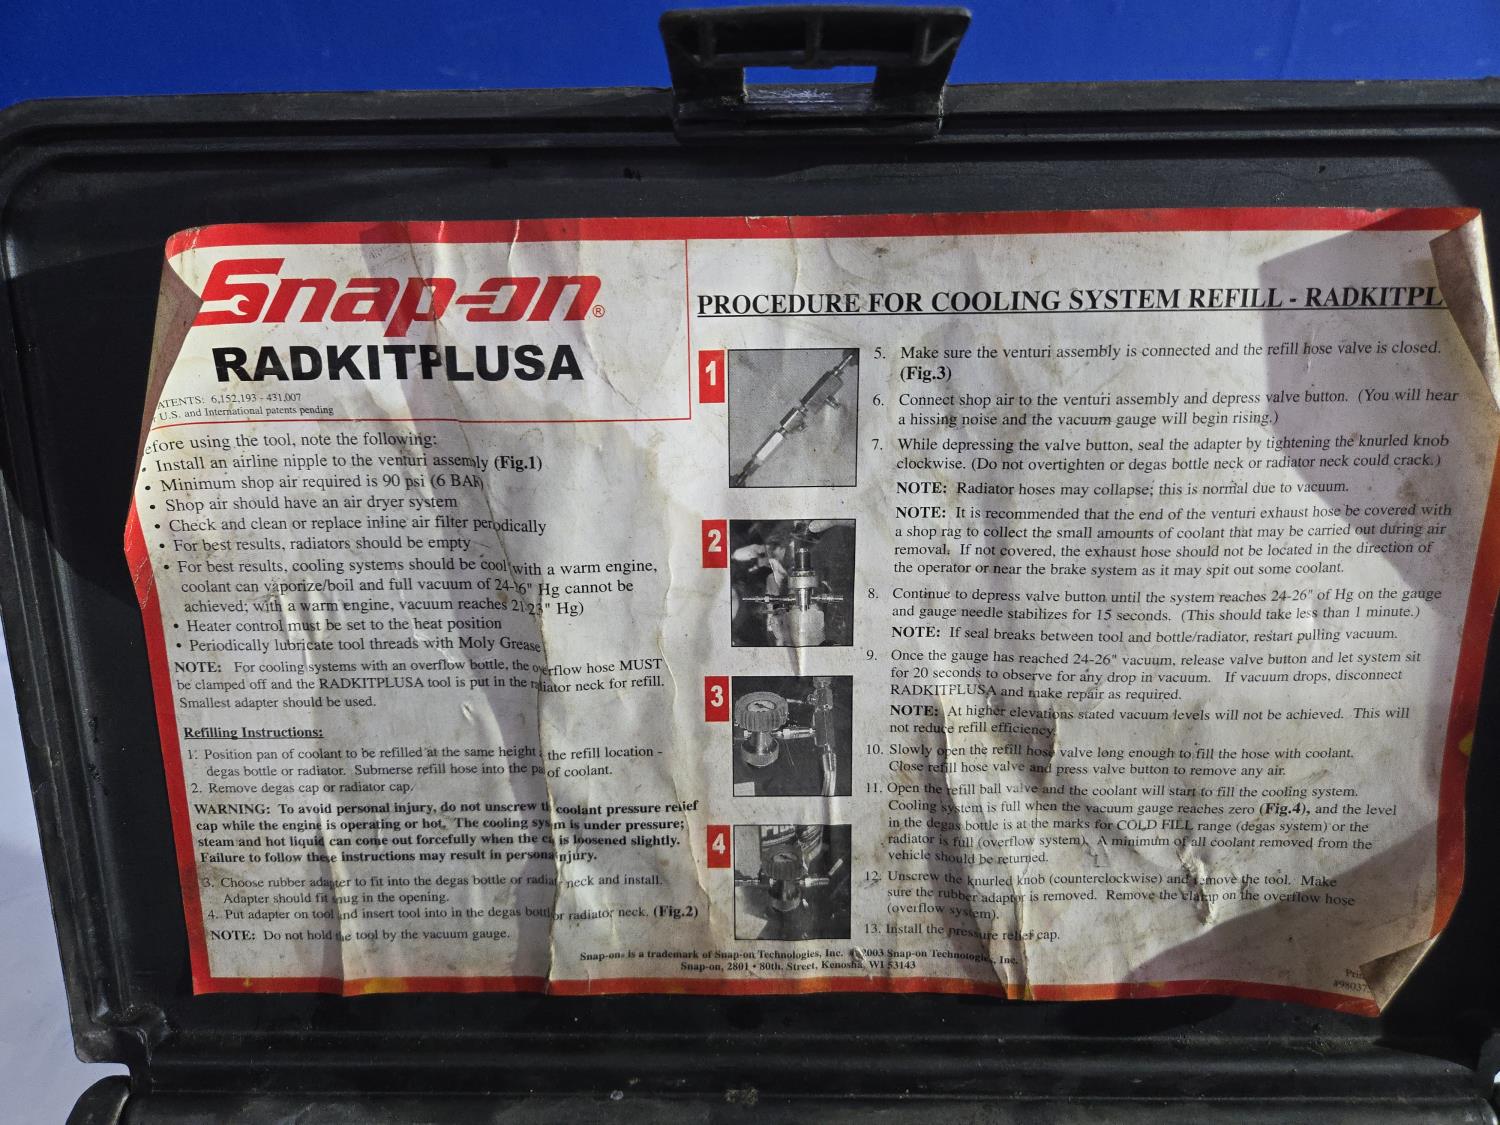 Snap-on®
RADKITPLUSA
ATENTS: 6,152,193 - 431,007
U.S. and International patents pending
efore using the tool, note the following:
• Install an airline nipple to the venturi assembly (Fig.1)
• Minimum shop air required is 90 psi (6 BAR)
• Shop air should have an air dryer system
• Check and clean or replace inline air filter perodically
• For best results, radiators should be empty
• For best results, cooling systems should be cool with a warm engine,
coolant can vaporize/boil and full vacuum of 24- " Hg cannot be
achieved; with a warm engine, vacuum reaches 21 23" Hg)
• Heater control must be set to the heat position
• Periodically lubricate tool threads with Moly Grease
NOTE: For cooling systems with an overflow bottle, the overflow hose MUST
be clamped off and the RADKITPLUSA tool is put in the radiator neck for refill.
Smallest adapter should be used.
Refilling Instructions:
1. Position pan of coolant to be refilled at the same height the refill location -
degas bottle or radiator. Submerse refill hose into the pa of coolant.
2. Remove degas cap or radiator cap.
WARNING: To avoid personal injury, do not unscrew th coolant pressure relief
cap while the engine is operating or hot. The cooling system is under pressure;
steam and hot liquid can come out forcefully when the ca is loosened slightly.
Failure to follow these instructions may result in persona njury.
3. Choose rubber adapter to fit into the degas bottle or radiat neck and install.
Adapter should fit snug in the opening.
4. Put adapter on tool and insert tool into in the degas bottl or radiator neck. (Fig.2)
NOTE: Do not hold the tool by the vacuum gauge.
PROCEDURE FOR COOLING SYSTEM REFILL - RADKITPL
1
2
3
4
5. Make sure the venturi assembly is connected and the refill hose valve is closed.
(Fig.3)
6. Connect shop air to the venturi assembly and depress valve button. (You will hear
a hissing noise and the vacuum gauge will begin rising.)
7. While depressing the valve button, seal the adapter by tightening the knurled knob
clockwise. (Do not overtighten or degas bottle neck or radiator neck could crack.)
NOTE: Radiator hoses may collapse; this is normal due to vacuum.
NOTE: It is recommended that the end of the venturi exhaust hose be covered with
a shop rag to collect the small amounts of coolant that may be carried out during air
removal. If not covered, the exhaust hose should not be located in the direction of
the operator or near the brake system as it may spit out some coolant.
8. Continue to depress valve button until the system reaches 24-26" of Hg on the gauge
and gauge needle stabilizes for 15 seconds. (This should take less than 1 minute.)
NOTE: If seal breaks between tool and bottle/radiator, restart pulling vacuum.
9. Once the gauge has reached 24-26" vacuum, release valve button and let system sit
for 20 seconds to observe for any drop in vacuum. If vacuum drops, disconnect
RADKITPLUSA and make repair as required.
NOTE: At higher elevations stated vacuum levels will not be achieved. This will
not reduce refill efficiency.
10. Slowly open the refill hose valve long enough to fill the hose with coolant.
Close refill hose valve and press valve button to remove any air.
11. Open the refill ball valve and the coolant will start to fill the cooling system.
Cooling system is full when the vacuum gauge reaches zero (Fig.4), and the level
in the degas bottle is at the marks for COLD FILL range (degas system) or the
radiator is full (overflow system). A minimum of all coolant removed from the
vehicle should be returned.
12. Unscrew the knurled knob (counterclockwise) and remove the tool. Make
sure the rubber adaptor is removed. Remove the clamp on the overflow hose
(overflow system).
13. Install the pressure relief cap.
Snap-on® is a trademark of Snap-on Technologies, Inc. © 2003 Snap-on Technologies, Inc.
Snap-on, 2801 • 80th. Street, Kenosha, WI 53143
Prin
#98037